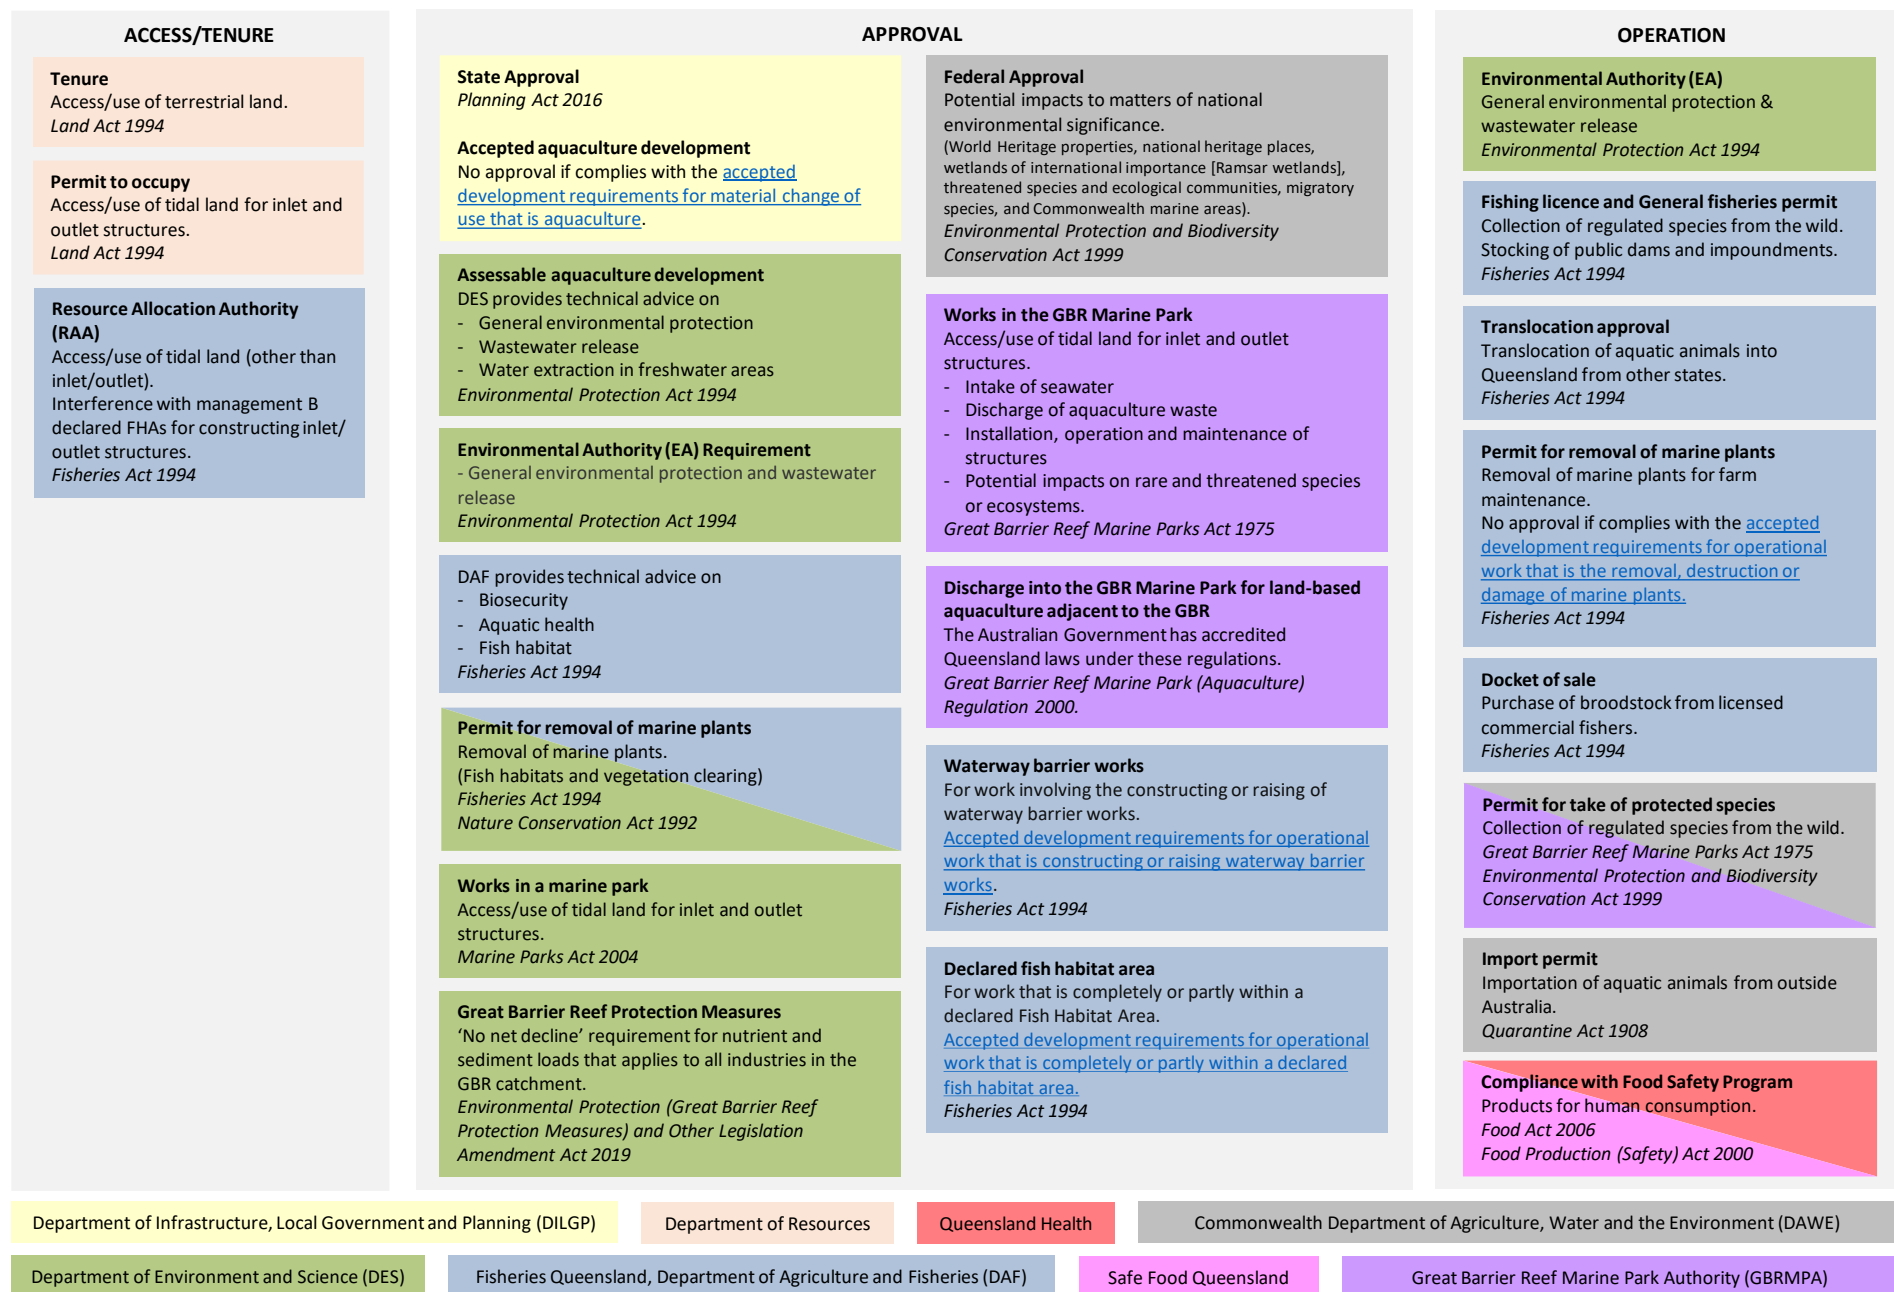 ACCESS/TENURE
Tenure
Access/use of terrestrial land.
Land Act 1994
Permit to occupy
Access/use of tidal land for inlet and
outlet structures.
Land Act 1994
Resource Allocation Authority
(RAA)
Access/use of tidal land (other than
inlet/outlet).
Interference with management B
declared FHAs for constructing inlet/
outlet structures.
Fisheries Act 1994
APPROVAL
State Approval
Planning Act 2016
Accepted aquaculture development
No approval if complies with the accepted
development requirements for material change of
use that is aquaculture.
Assessable aquaculture development
DES provides technical advice on
- General environmental protection
- Wastewater release
- Water extraction in freshwater areas
Environmental Protection Act 1994
Environmental Authority (EA) Requirement
- General environmental protection and wastewater
release
Environmental Protection Act 1994
DAF provides technical advice on
- Biosecurity
- Aquatic health
- Fish habitat
Fisheries Act 1994
Permit for removal of marine plants
Removal of marine plants.
(Fish habitats and vegetation clearing)
Fisheries Act 1994
Nature Conservation Act 1992
Works in a marine park
Access/use of tidal land for inlet and outlet
structures.
Marine Parks Act 2004
Great Barrier Reef Protection Measures
‘No net decline’ requirement for nutrient and
sediment loads that applies to all industries in the
GBR catchment.
Environmental Protection (Great Barrier Reef
Protection Measures) and Other Legislation
Amendment Act 2019
Federal Approval
Potential impacts to matters of national
environmental significance.
(World Heritage properties, national heritage places,
wetlands of international importance [Ramsar wetlands],
threatened species and ecological communities, migratory
species, and Commonwealth marine areas).
Environmental Protection and Biodiversity
Conservation Act 1999
Works in the GBR Marine Park
Access/use of tidal land for inlet and outlet
structures.
- Intake of seawater
- Discharge of aquaculture waste
- Installation, operation and maintenance of
structures
- Potential impacts on rare and threatened species
or ecosystems.
Great Barrier Reef Marine Parks Act 1975
Discharge into the GBR Marine Park for land-based
aquaculture adjacent to the GBR
The Australian Government has accredited
Queensland laws under these regulations.
Great Barrier Reef Marine Park (Aquaculture)
Regulation 2000.
Waterway barrier works
For work involving the constructing or raising of
waterway barrier works.
Accepted development requirements for operational
work that is constructing or raising waterway barrier
works.
Fisheries Act 1994
Declared fish habitat area
For work that is completely or partly within a
declared Fish Habitat Area.
Accepted development requirements for operational
work that is completely or partly within a declared
fish habitat area.
Fisheries Act 1994
OPERATION
Environmental Authority (EA)
General environmental protection &
wastewater release
Environmental Protection Act 1994
Fishing licence and General fisheries permit
Collection of regulated species from the wild.
Stocking of public dams and impoundments.
Fisheries Act 1994
Translocation approval
Translocation of aquatic animals into
Queensland from other states.
Fisheries Act 1994
Permit for removal of marine plants
Removal of marine plants for farm
maintenance.
No approval if complies with the accepted
development requirements for operational
work that is the removal, destruction or
damage of marine plants.
Fisheries Act 1994
Docket of sale
Purchase of broodstock from licensed
commercial fishers.
Fisheries Act 1994
Permit for take of protected species
Collection of regulated species from the wild.
Great Barrier Reef Marine Parks Act 1975
Environmental Protection and Biodiversity
Conservation Act 1999
Import permit
Importation of aquatic animals from outside
Australia.
Quarantine Act 1908
Compliance with Food Safety Program
Products for human consumption.
Food Act 2006
Food Production (Safety) Act 2000
Department of Infrastructure, Local Government and Planning (DILGP)
Department of Resources
Queensland Health
Commonwealth Department of Agriculture, Water and the Environment (DAWE)
Department of Environment and Science (DES)
Fisheries Queensland, Department of Agriculture and Fisheries (DAF)
Safe Food Queensland
Great Barrier Reef Marine Park Authority (GBRMPA)